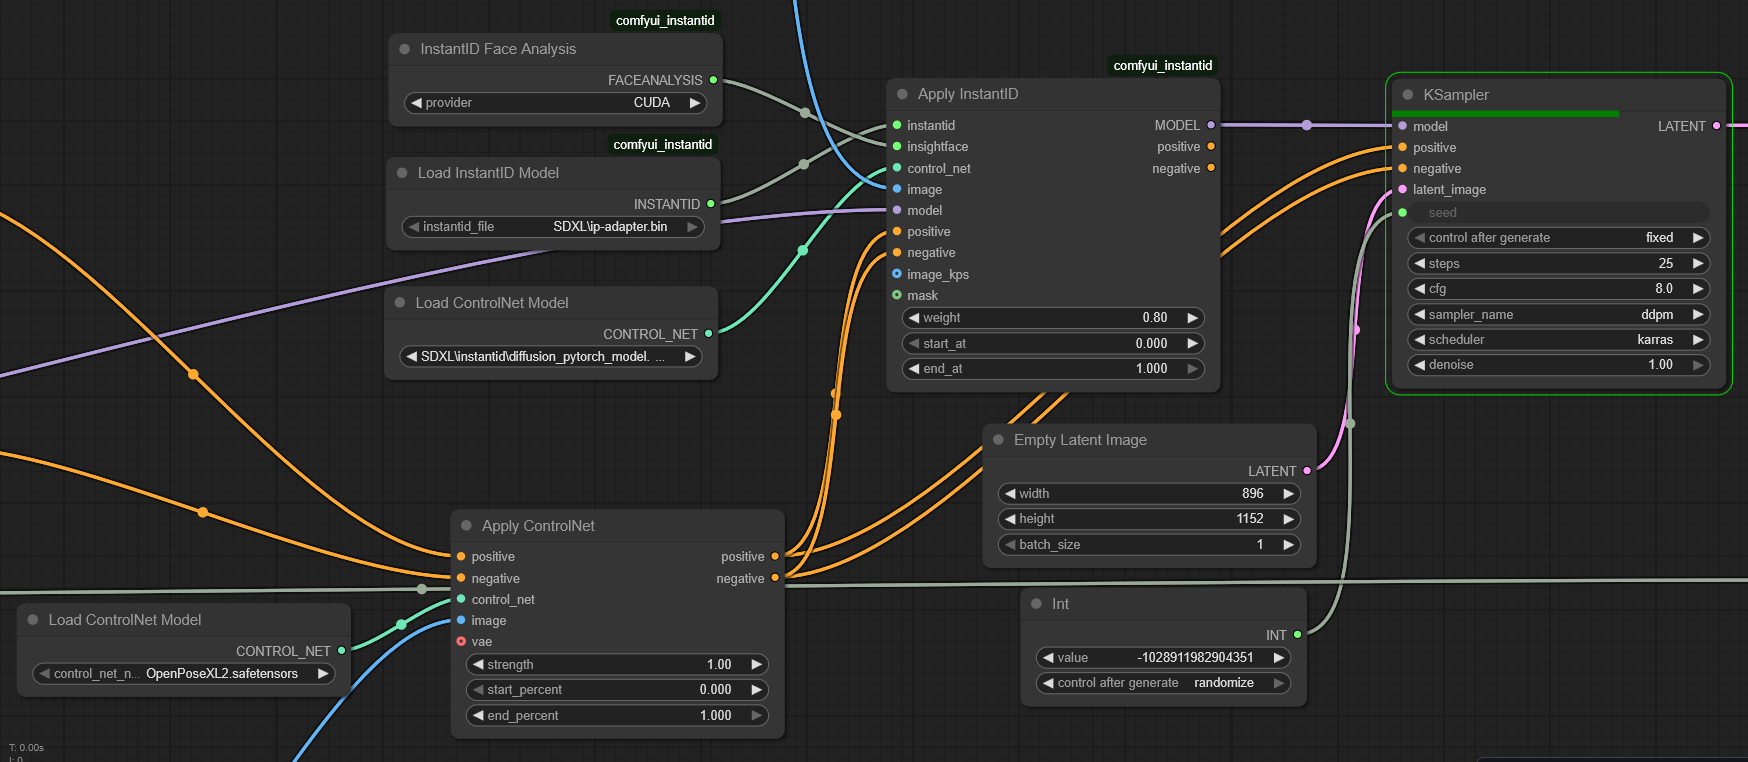 comfyui_instantid
InstantID Face Analysis
FACEANALYSIS
provider CUDA
comfyui_instantid
Load InstantID Model
INSTANTID
instantid_file SDXL\ip-adapter.bin
Load ControlNet Model
CONTROL_NET
SDXL\instantid\diffusion_pytorch_model. ...
comfyui_instantid
Apply InstantID
instantid MODEL
insightface positive
control_net negative
image
model
positive
negative
image_kps
mask
weight 0.80
start_at 0.000
end_at 1.000
KSampler
model LATENT
positive
negative
latent_image
seed
control after generate fixed
steps 25
cfg 8.0
sampler_name ddpm
scheduler karras
denoise 1.00
Empty Latent Image
LATENT
width 896
height 1152
batch_size 1
Apply ControlNet
positive positive
negative negative
control_net
image
vae
strength 1.00
start_percent 0.000
end_percent 1.000
Load ControlNet Model
CONTROL_NET
control_net_n... OpenPoseXL2.safetensors
Int
INT
value -1028911982904351
control after generate randomize
T: 0.00s